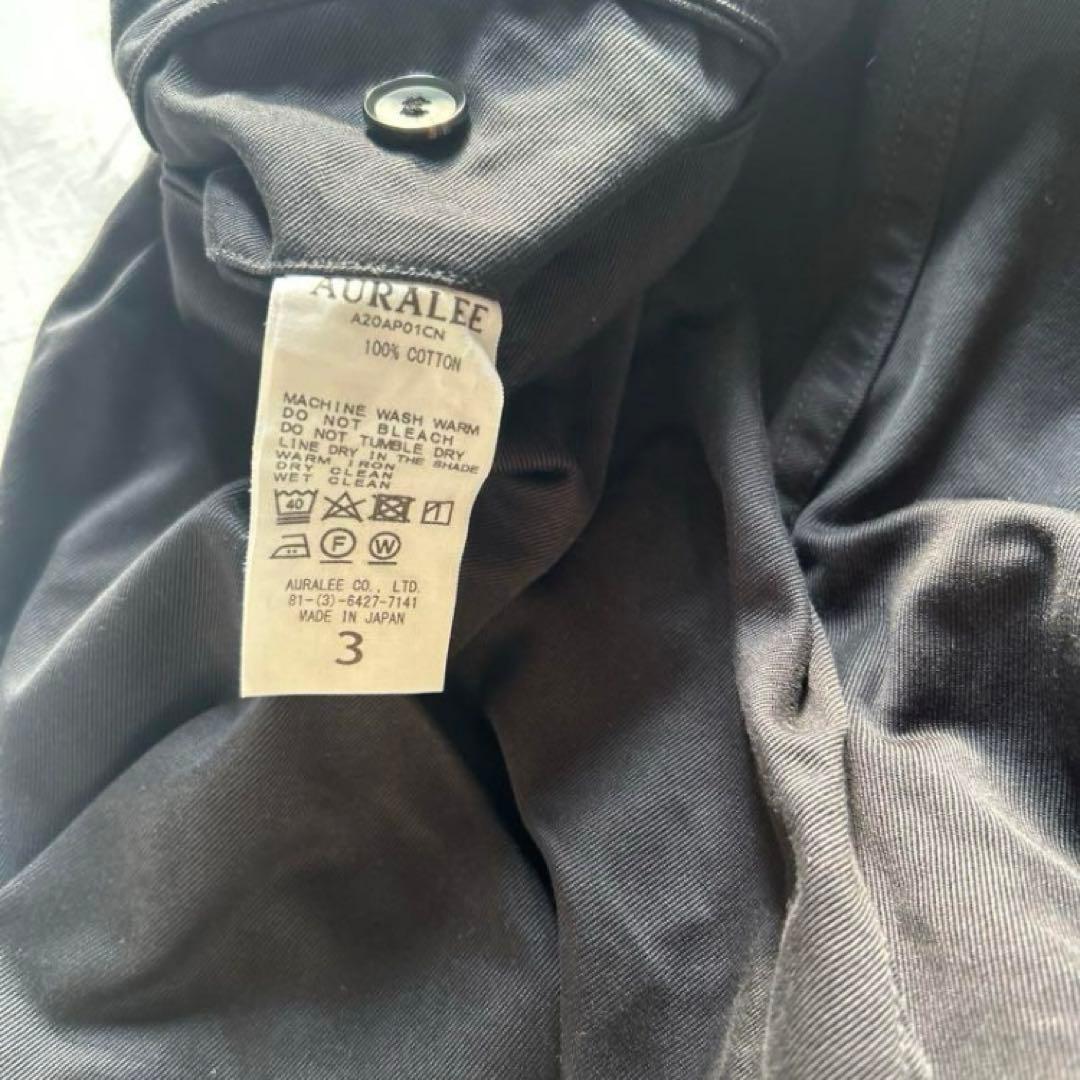 AURALEE
A20AP01CN
100% COTTON
MACHINE WASH WARM
DO NOT BLEACH
DO NOT TUMBLE DRY
LINE DRY IN THE SHADE
WARM IRON
DRY CLEAN
WET CLEAN
40
F W
AURALEE CO., LTD.
81-(3)-6427-7141
MADE IN JAPAN
3